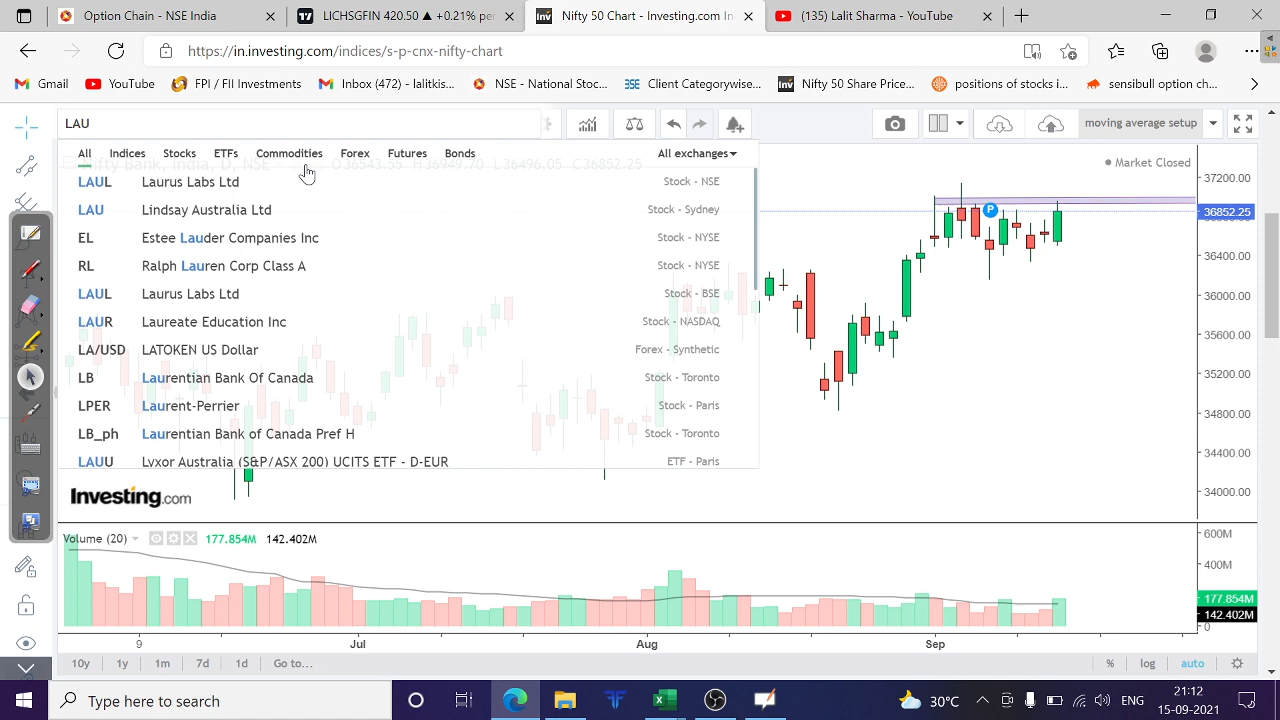 LICHSGFIN 420.50 ▲ +0.21% per
Nifty 50 Chart - Investing.com In
(135) Lalit Sharma - YouTube
https://in.investing.com/indices/s-p-cnx-nifty-chart
Gmail YouTube FPI / FII Investments Inbox (472) - lalitkis... NSE - National Stoc... Client Categorywise... Nifty 50 Share Price... positions of stocks i... sensibull option ch...
LAU moving average setup
All Indices Stocks ETFs Commodities Forex Futures Bonds All exchanges
Nifty Bank, India, D, NSE O36543.55 H36949.70 L36496.05 C36852.25
Market Closed
LAUL Laurus Labs Ltd Stock - NSE
LAU Lindsay Australia Ltd Stock - Sydney
EL Estee Lauder Companies Inc Stock - NYSE
RL Ralph Lauren Corp Class A Stock - NYSE
LAUL Laurus Labs Ltd Stock - BSE
LAUR Laureate Education Inc Stock - NASDAQ
LA/USD LATOKEN US Dollar Forex - Synthetic
LB Laurentian Bank Of Canada Stock - Toronto
LPER Laurent-Perrier Stock - Paris
LB_ph Laurentian Bank of Canada Pref H Stock - Toronto
LAUU Lyxor Australia (S&P/ASX 200) UCITS ETF - D-EUR ETF - Paris
P
37200.00
36852.25
36400.00
36000.00
35600.00
35200.00
34800.00
34400.00
34000.00
Investing.com
Volume (20) 177.854M 142.402M
600M
400M
177.854M
142.402M
0
9 Jul Aug Sep
10y 1y 1m 7d 1d Go to... % log auto
Type here to search
30°C ENG
21:12
15-09-2021